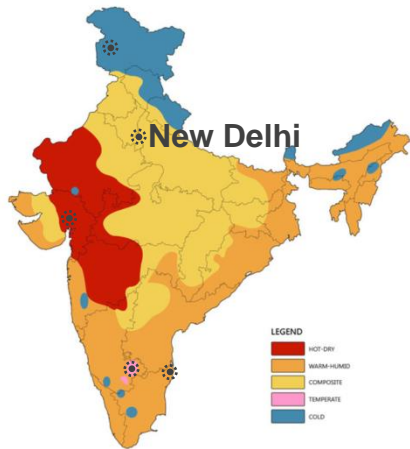 New Delhi
LEGEND
HOT-DRY
WARM-HUMID
COMPOSITE
TEMPERATE
COLD